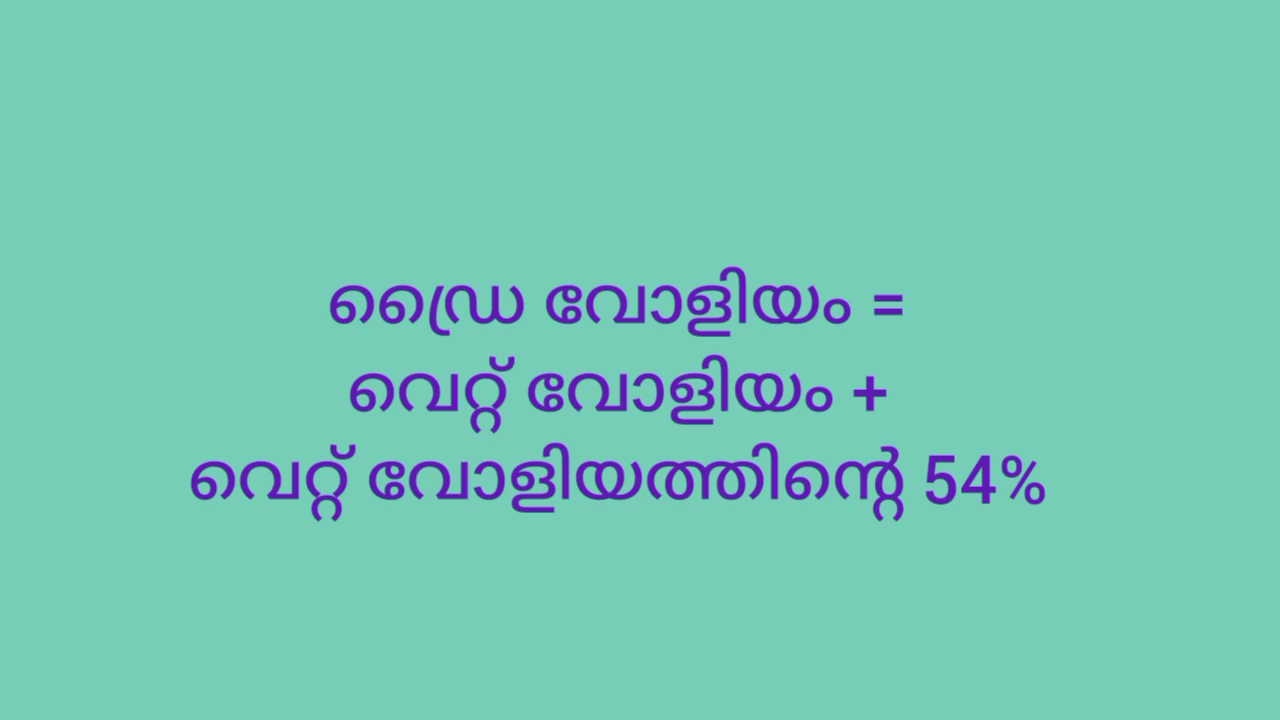 ഡ്രൈ വോളിയം =
വെറ്റ് വോളിയം +
വെറ്റ് വോളിയത്തിന്റെ 54%